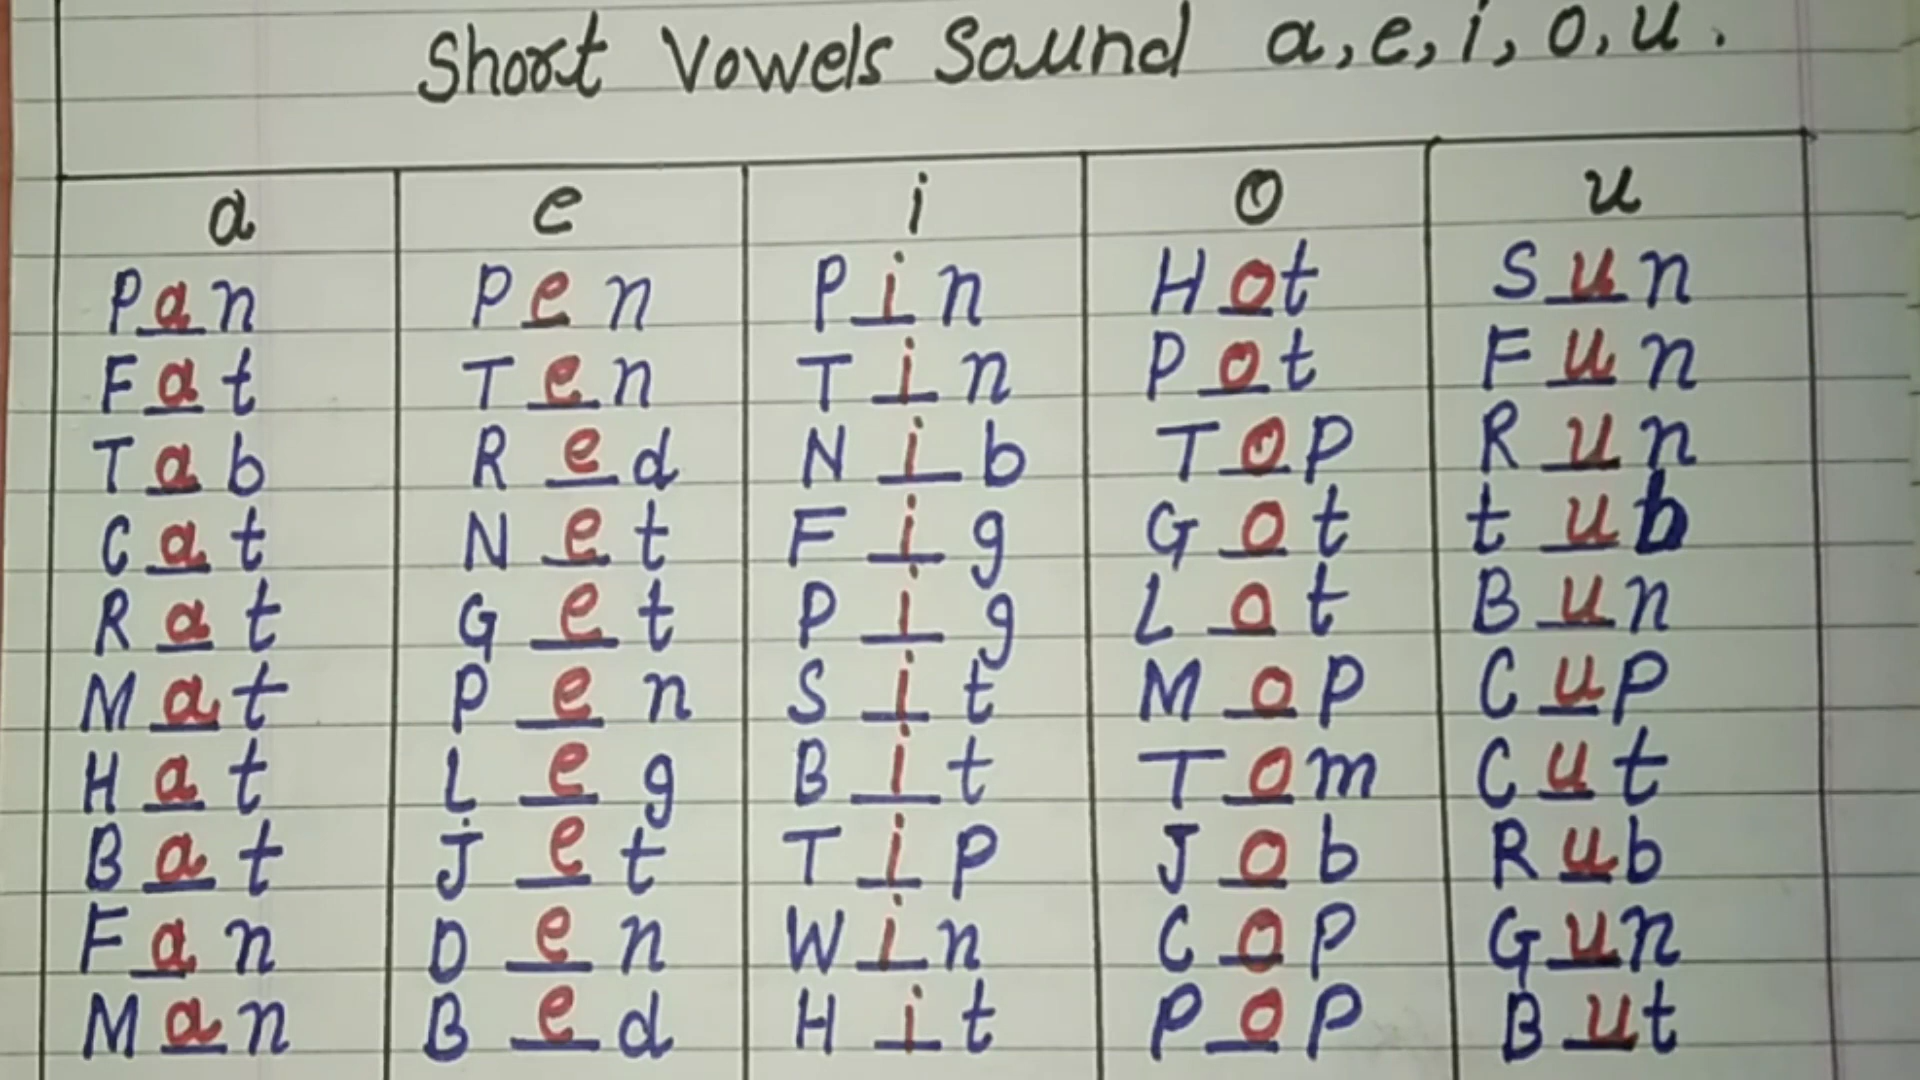 Short Vowels Sound a, e, i, o, u.
a e i o u
Pan Pen Pin Hot Sun
Fat Ten Tin Pot Fun
Tab Red Nib Top Run
Cat Net Fig Got tub
Rat Get Pig Lot Bun
Mat Pen Sit Mop Cup
Hat Leg Bit Tom Cut
Bat Jet Tip Job Rub
Fan Den Win Cop Gun
Man Bed Hit Pop But